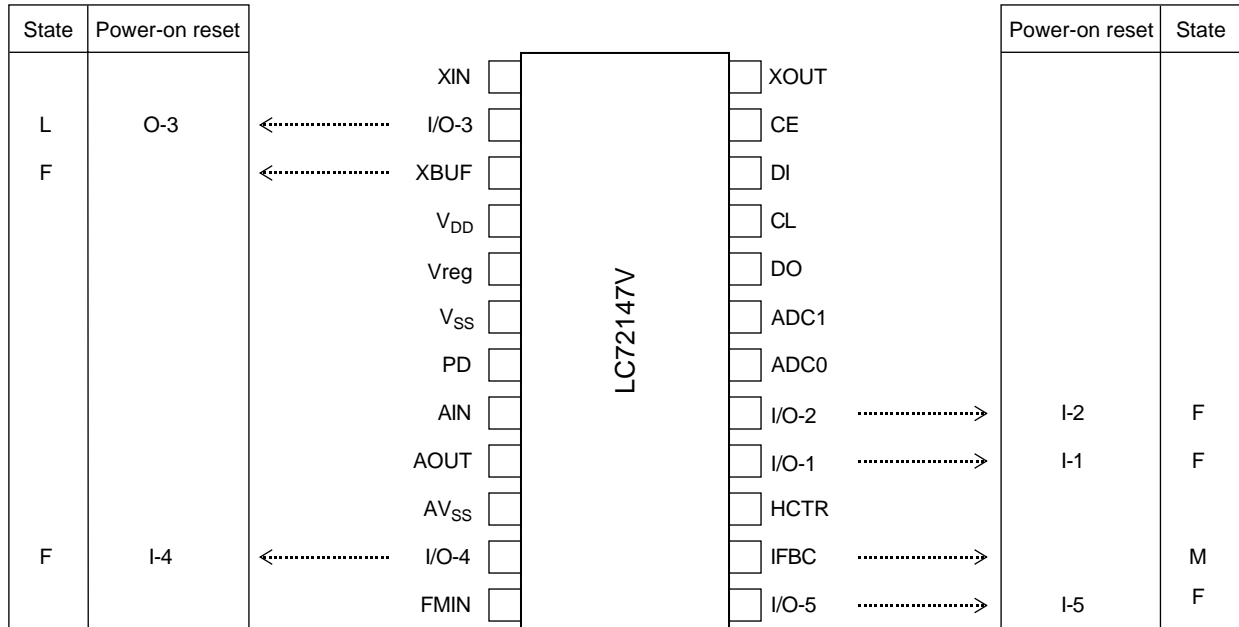 State Power-on reset Power-on reset State
XIN XOUT
L O-3 I/O-3 CE
F XBUF DI
VDD CL
Vreg DO
VSS ADC1
PD ADC0
AIN I/O-2 I-2 F
AOUT I/O-1 I-1 F
AVSS HCTR
F I-4 I/O-4 IFBC M
FMIN I/O-5 I-5 F
LC72147V